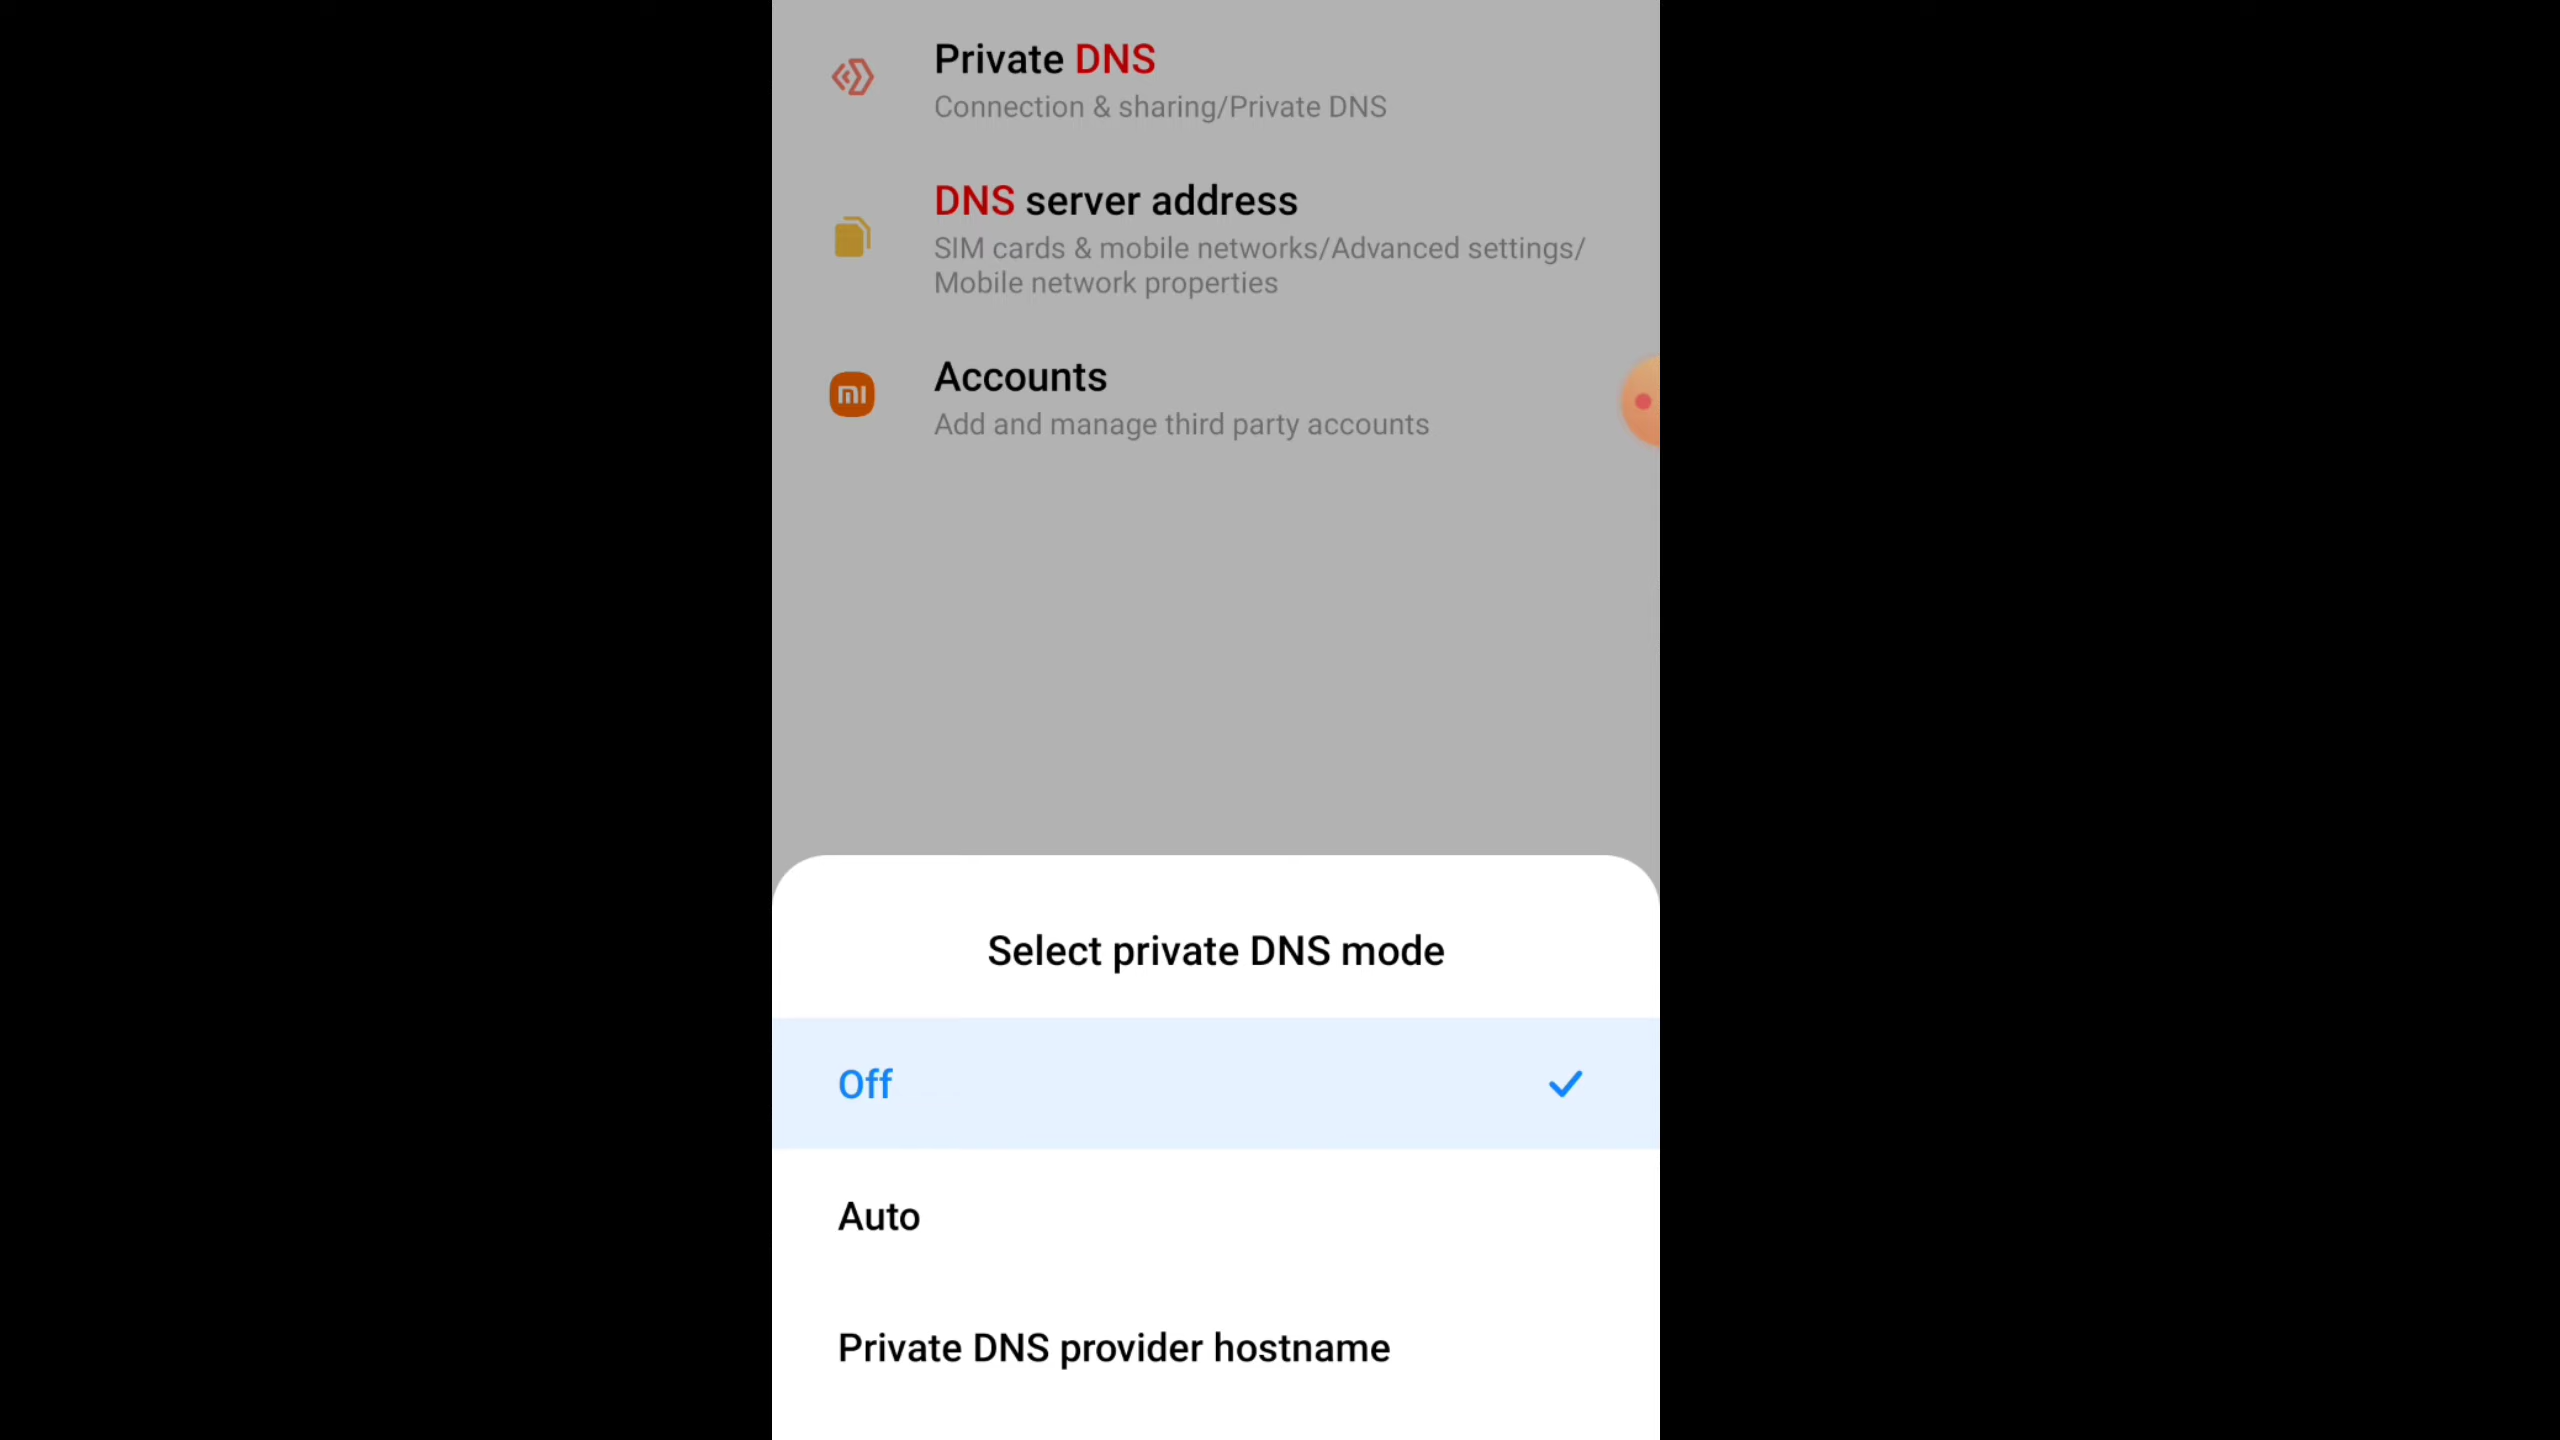 Private DNS
Connection & sharing/Private DNS
DNS server address
SIM cards & mobile networks/Advanced settings/
Mobile network properties
mi
Accounts
Add and manage third party accounts
Select private DNS mode
Off
Auto
Private DNS provider hostname